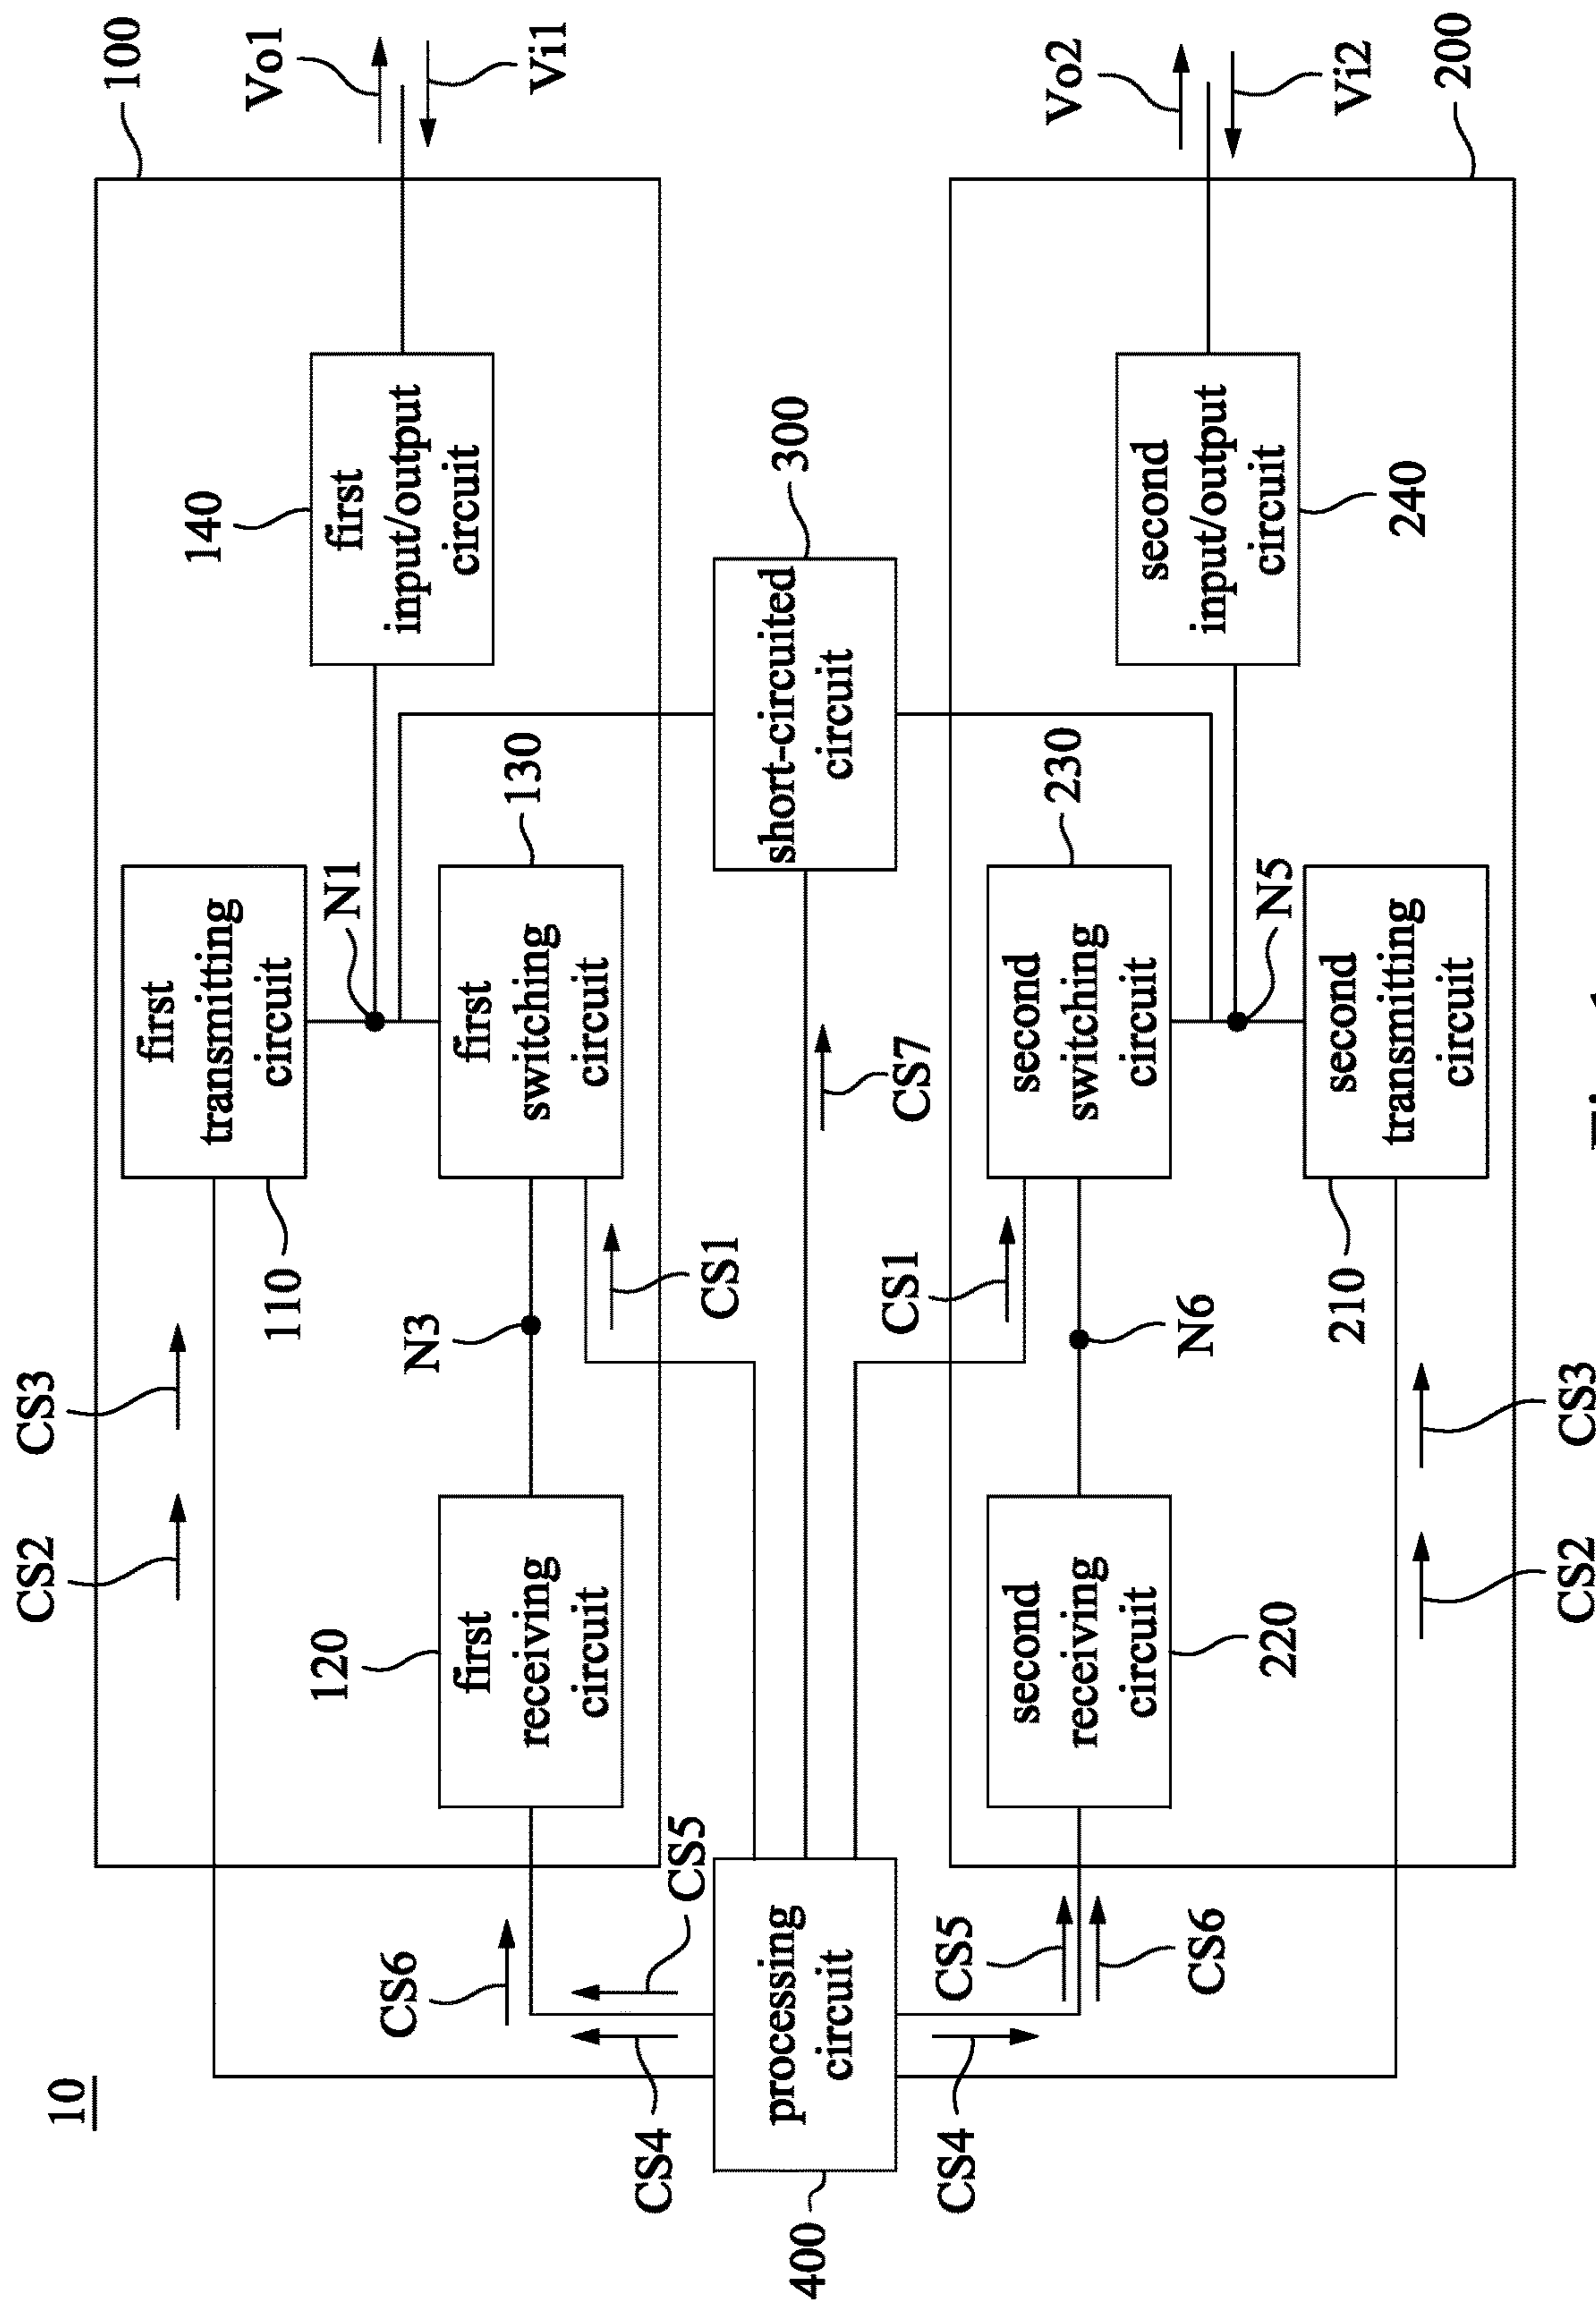 10
CS2
CS3
100
110
first
transmitting
circuit
140
Vo1
120
N1
first
input/output
circuit
Vi1
CS6
first
receiving
circuit
N3
first
switching
circuit
130
CS4
CS5
CS1
400
processing
circuit
CS7
short-circuited
circuit
300
CS4
CS5
CS1
CS6
second
receiving
circuit
N6
second
switching
circuit
230
Vo2
220
210
N5
second
input/output
circuit
240
Vi2
second
transmitting
circuit
200
CS2
CS3